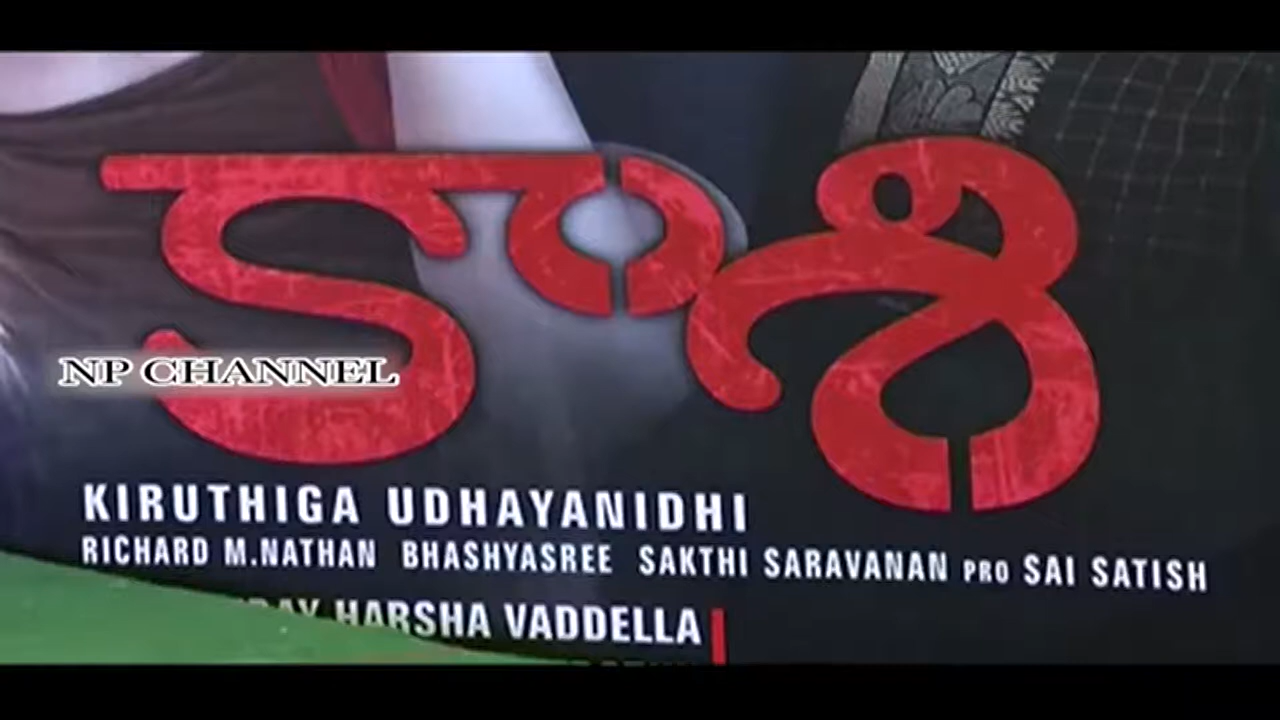 కాశి
NP CHANNEL
KIRUTHIGA UDHAYANIDHI
RICHARD M.NATHAN BHASHYASREE SAKTHI SARAVANAN PRO SAI SATISH
HARSHA VADDELLA